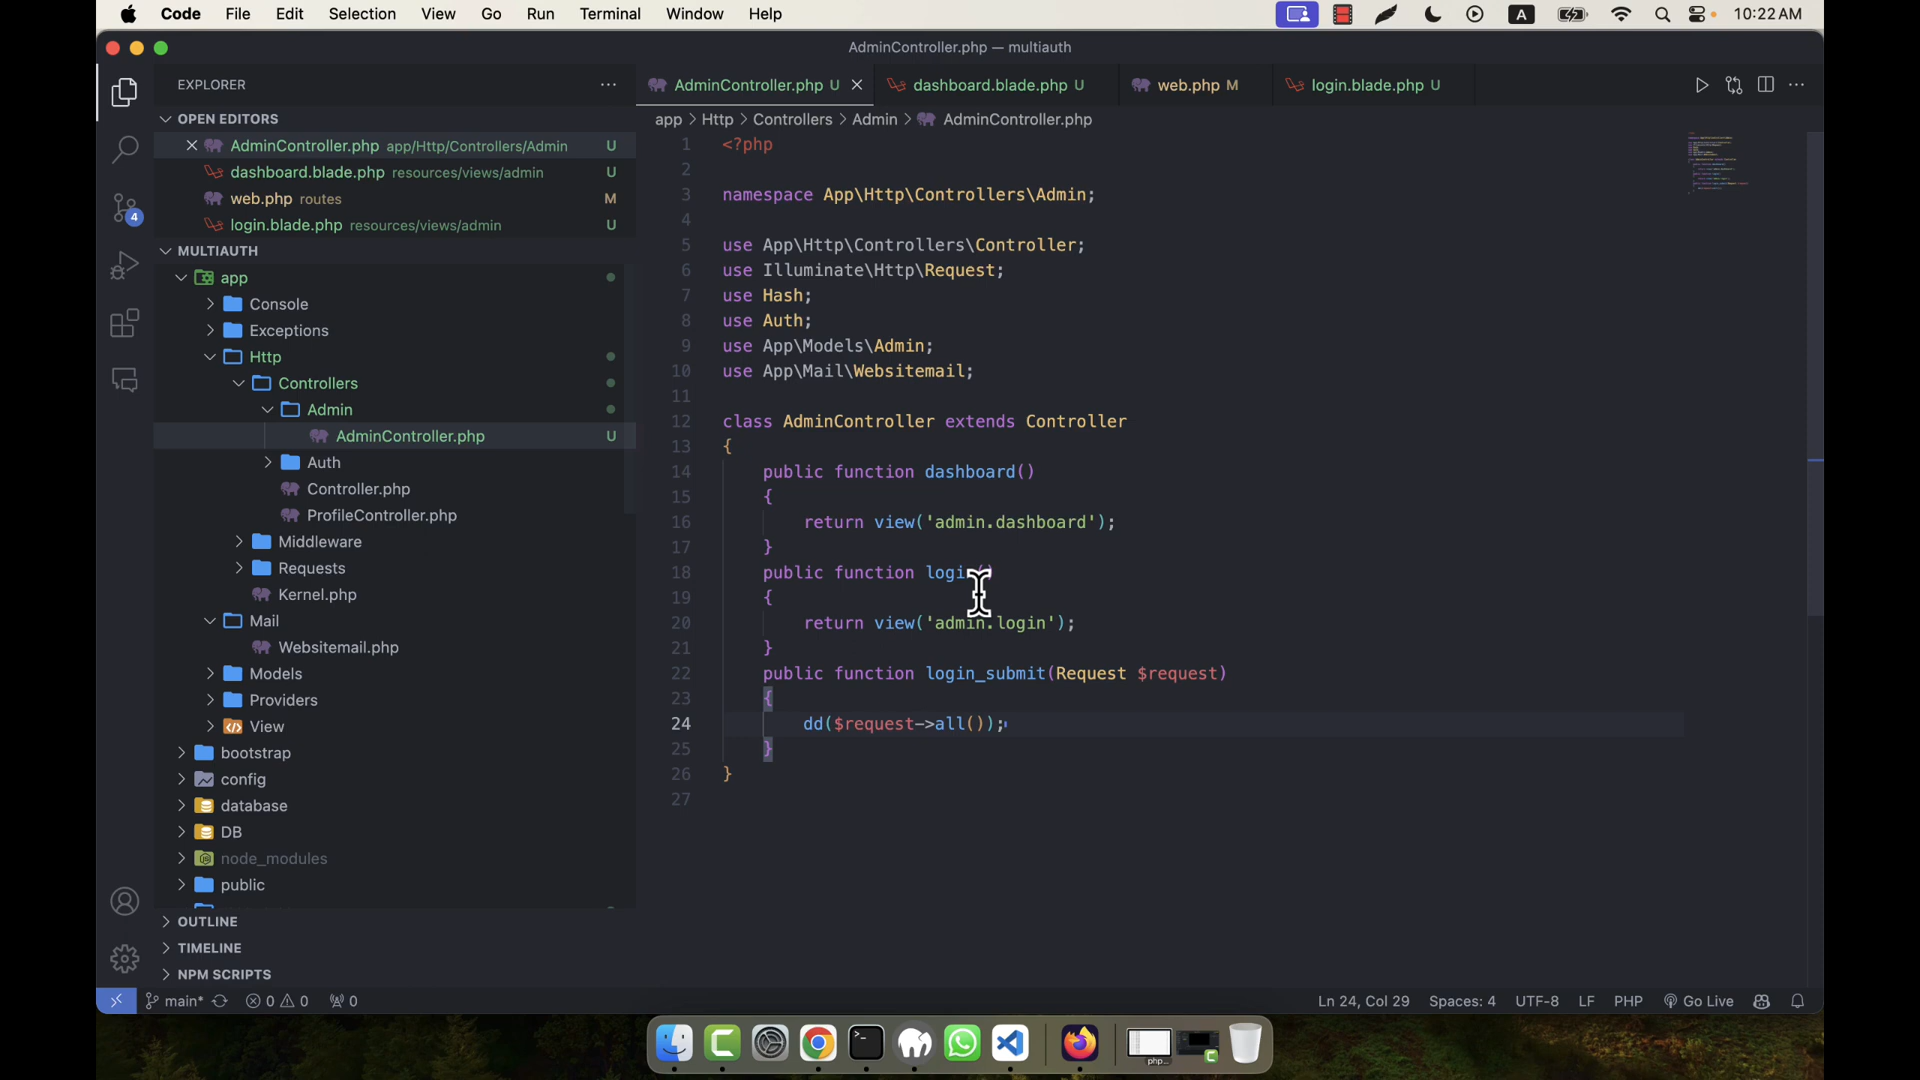 Code File Edit Selection View Go Run Terminal Window Help
A
10:22 AM
AdminController.php — multiauth
EXPLORER
OPEN EDITORS
AdminController.php app/Http/Controllers/Admin U
dashboard.blade.php resources/views/admin U
web.php routes M
login.blade.php resources/views/admin U
MULTIAUTH
app
Console
Exceptions
Http
Controllers
Admin
AdminController.php U
Auth
Controller.php
ProfileController.php
Middleware
Requests
Kernel.php
Mail
Websitemail.php
Models
Providers
View
bootstrap
config
database
DB
node_modules
public
OUTLINE
TIMELINE
NPM SCRIPTS
4
AdminController.php U
dashboard.blade.php U
web.php M
login.blade.php U
app > Http > Controllers > Admin > AdminController.php
1 <?php
2
3 namespace App\Http\Controllers\Admin;
4
5 use App\Http\Controllers\Controller;
6 use Illuminate\Http\Request;
7 use Hash;
8 use Auth;
9 use App\Models\Admin;
10 use App\Mail\Websitemail;
11
12 class AdminController extends Controller
13 {
14 public function dashboard()
15 {
16 return view('admin.dashboard');
17 }
18 public function login()
19 {
20 return view('admin.login');
21 }
22 public function login_submit(Request $request)
23 {
24 dd($request->all());
25 }
26 }
27
main* 0 0 0
Ln 24, Col 29 Spaces: 4 UTF-8 LF PHP Go Live
php...